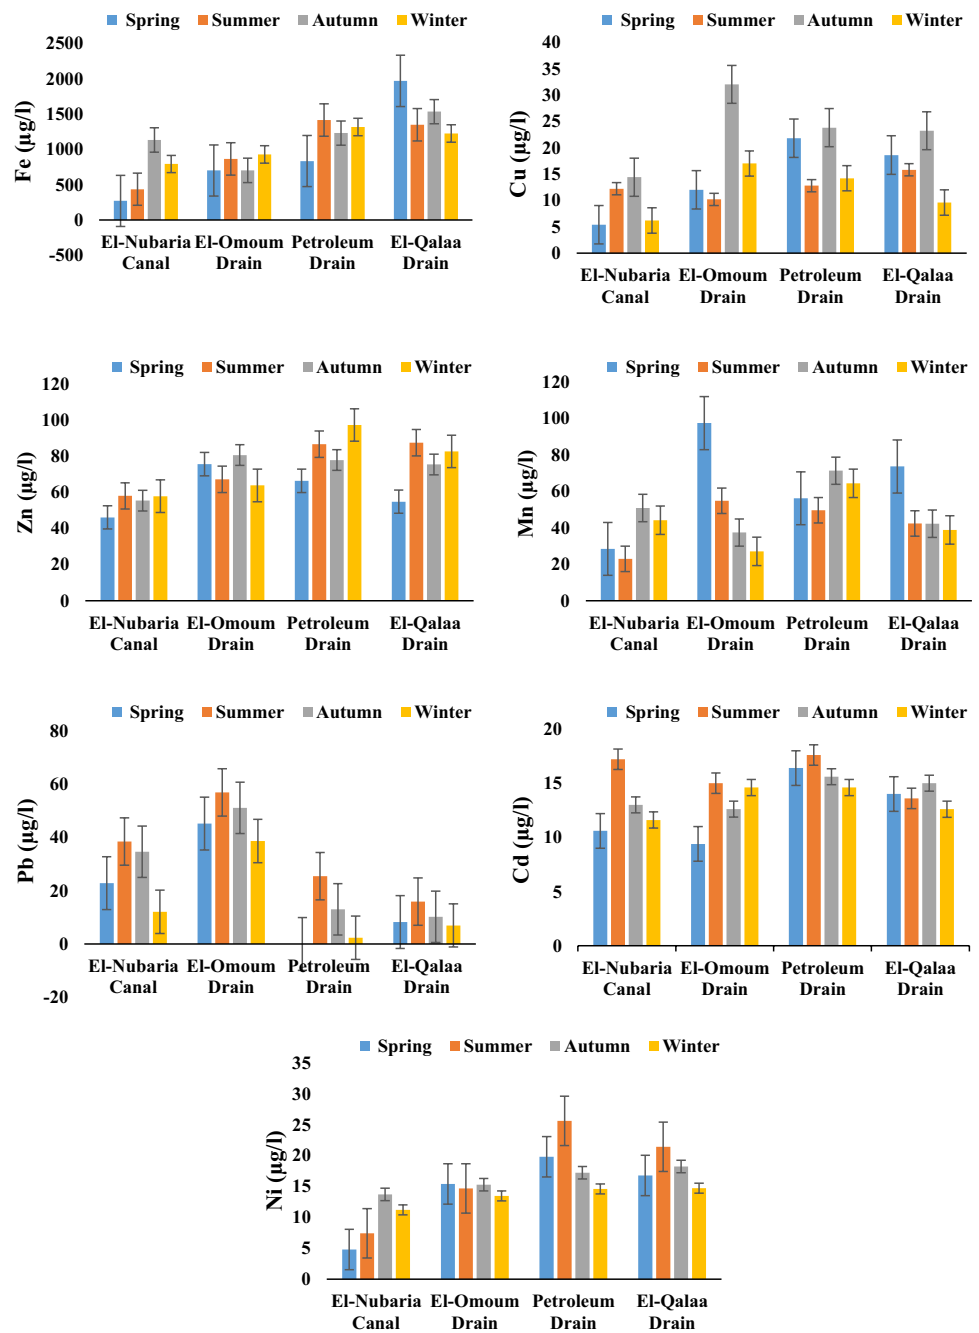 Spring Summer Autumn Winter
2500
2000
1500
1000
500
0
-500
Fe (µg/l)
El-Nubaria Canal
El-Omoum Drain
Petroleum Drain
El-Qalaa Drain
Spring Summer Autumn Winter
40
35
30
25
20
15
10
5
0
Cu (µg/l)
El-Nubaria Canal
El-Omoum Drain
Petroleum Drain
El-Qalaa Drain
Spring Summer Autumn Winter
120
100
80
60
40
20
0
Zn (µg/l)
El-Nubaria Canal
El-Omoum Drain
Petroleum Drain
El-Qalaa Drain
Spring Summer Autumn Winter
120
100
80
60
40
20
0
Mn (µg/l)
El-Nubaria Canal
El-Omoum Drain
Petroleum Drain
El-Qalaa Drain
Spring Summer Autumn Winter
80
60
40
20
0
-20
Pb (µg/l)
El-Nubaria Canal
El-Omoum Drain
Petroleum Drain
El-Qalaa Drain
Spring Summer Autumn Winter
20
15
10
5
0
Cd (µg/l)
El-Nubaria Canal
El-Omoum Drain
Petroleum Drain
El-Qalaa Drain
Spring Summer Autumn Winter
35
30
25
20
15
10
5
0
Ni (µg/l)
El-Nubaria Canal
El-Omoum Drain
Petroleum Drain
El-Qalaa Drain